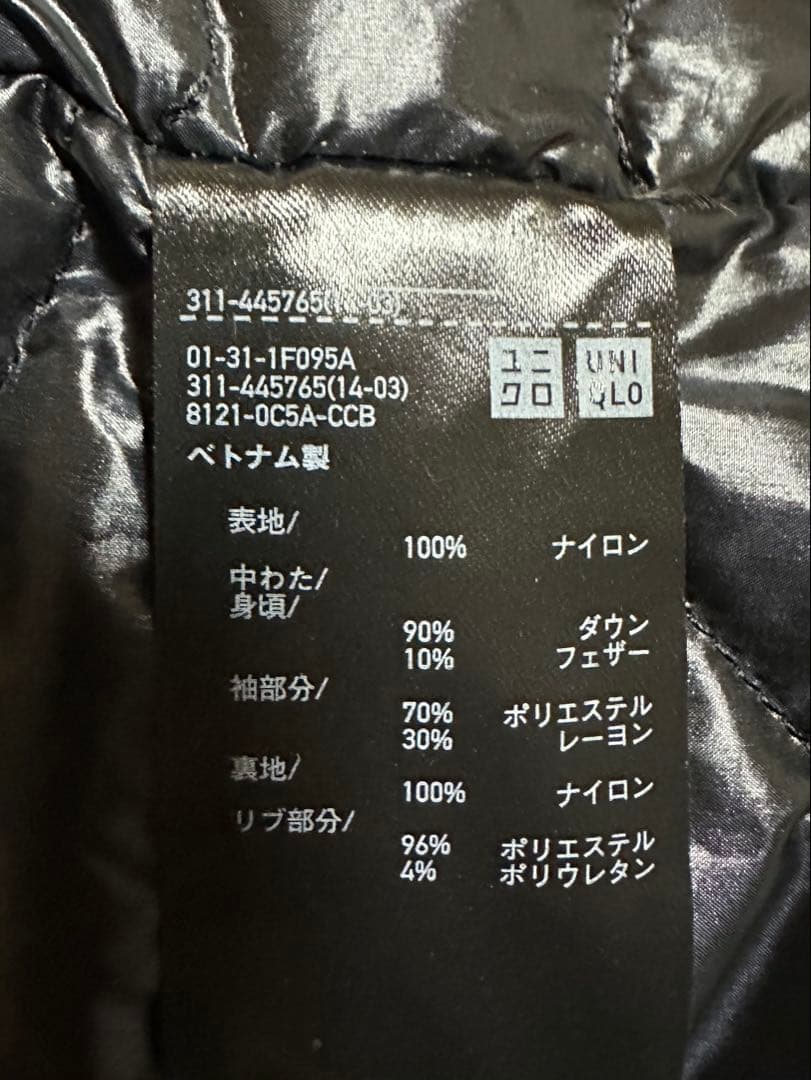 311-445765(14-03)
01-31-1F095A
311-445765(14-03)
8121-0C5A-CCB
ユニ
クロ
UNI
QLO
ベトナム製
表地/
100% ナイロン
中わた/
身頃/
90% ダウン
10% フェザー
袖部分/
70% ポリエステル
30% レーヨン
裏地/
100% ナイロン
リブ部分/
96% ポリエステル
4% ポリウレタン